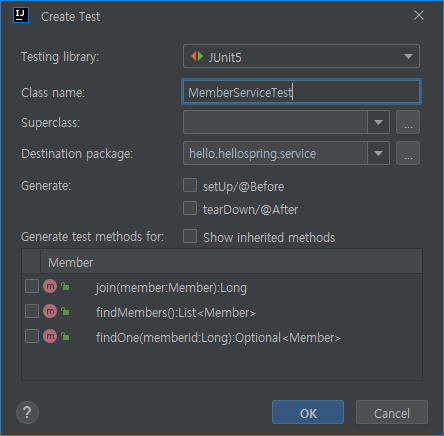 IJ Create Test
Testing library: JUnit5
Class name: MemberServiceTest
Superclass: ...
Destination package: hello.hellospring.service ...
Generate: setUp/@Before
tearDown/@After
Generate test methods for: Show inherited methods
Member
m join(member:Member):Long
m findMembers():List<Member>
m findOne(memberId:Long):Optional<Member>
? OK Cancel